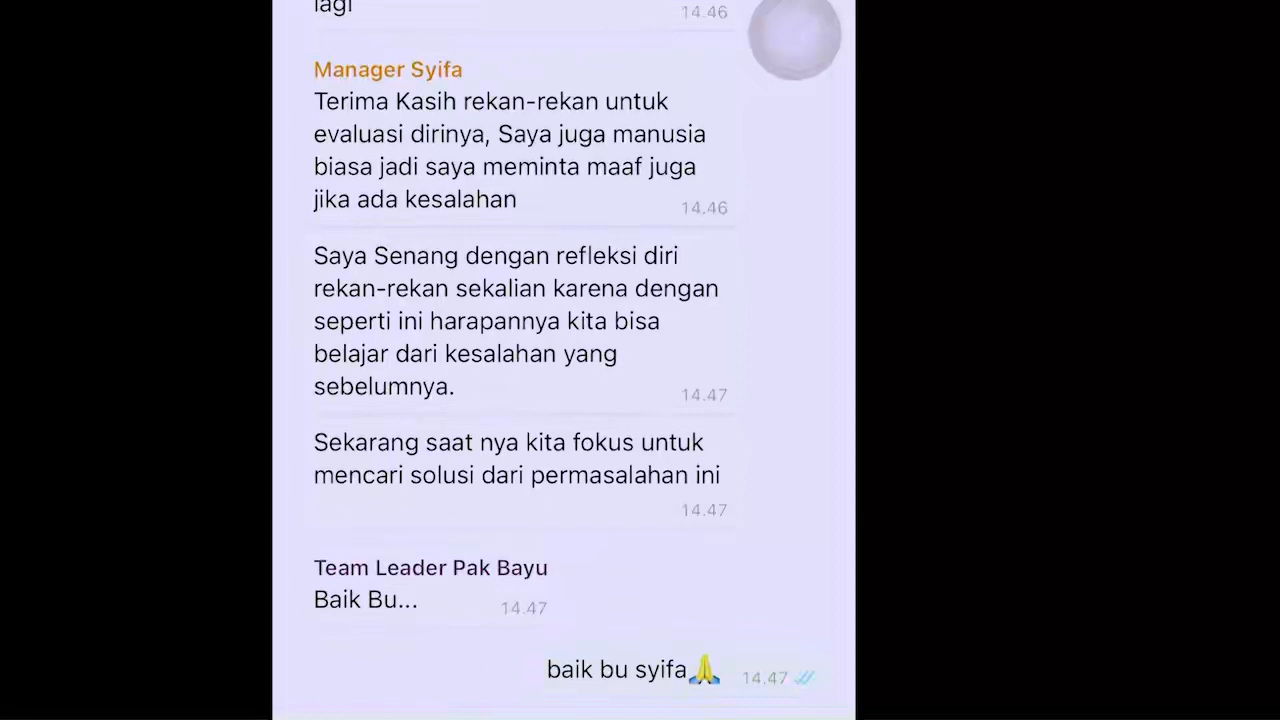 lagi
14.46
Manager Syifa
Terima Kasih rekan-rekan untuk
evaluasi dirinya, Saya juga manusia
biasa jadi saya meminta maaf juga
jika ada kesalahan
14.46
Saya Senang dengan refleksi diri
rekan-rekan sekalian karena dengan
seperti ini harapannya kita bisa
belajar dari kesalahan yang
sebelumnya.
14.47
Sekarang saat nya kita fokus untuk
mencari solusi dari permasalahan ini
14.47
Team Leader Pak Bayu
Baik Bu...
14.47
baik bu syifa🙏
14.47